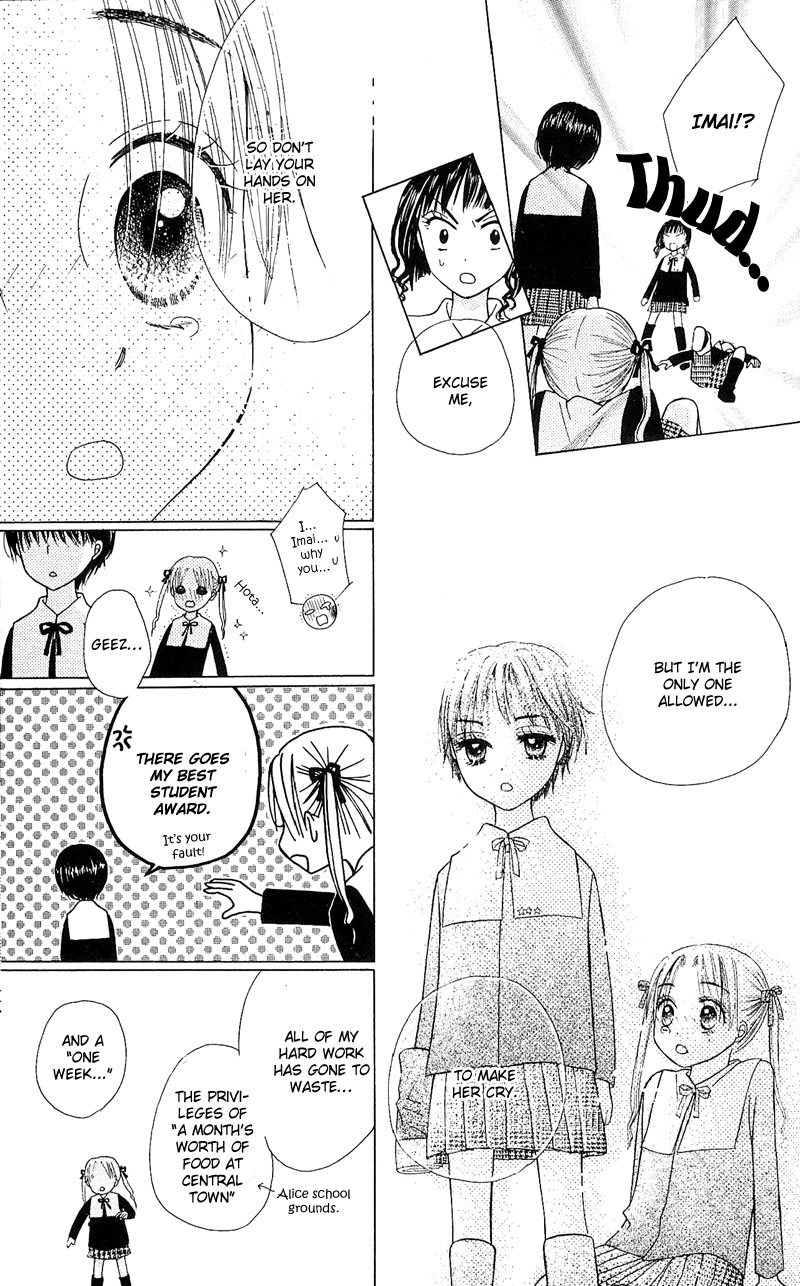 IMAI!?
Thud...
EXCUSE
ME,
BUT I'M THE
ONLY ONE
ALLOWED...
TO MAKE
HER CRY.
SO DON'T
LAY YOUR
HANDS ON
HER.
I...
Imai...
why
you...
Hota...
GEEZ...
THERE GOES
MY BEST
STUDENT
AWARD.
It's your
fault!
ALL OF MY
HARD WORK
HAS GONE TO
WASTE...
THE PRIVI-
LEGES OF
"A MONTH'S
WORTH OF
FOOD AT
CENTRAL
TOWN"
Alice school
grounds.
AND A
"ONE
WEEK..."